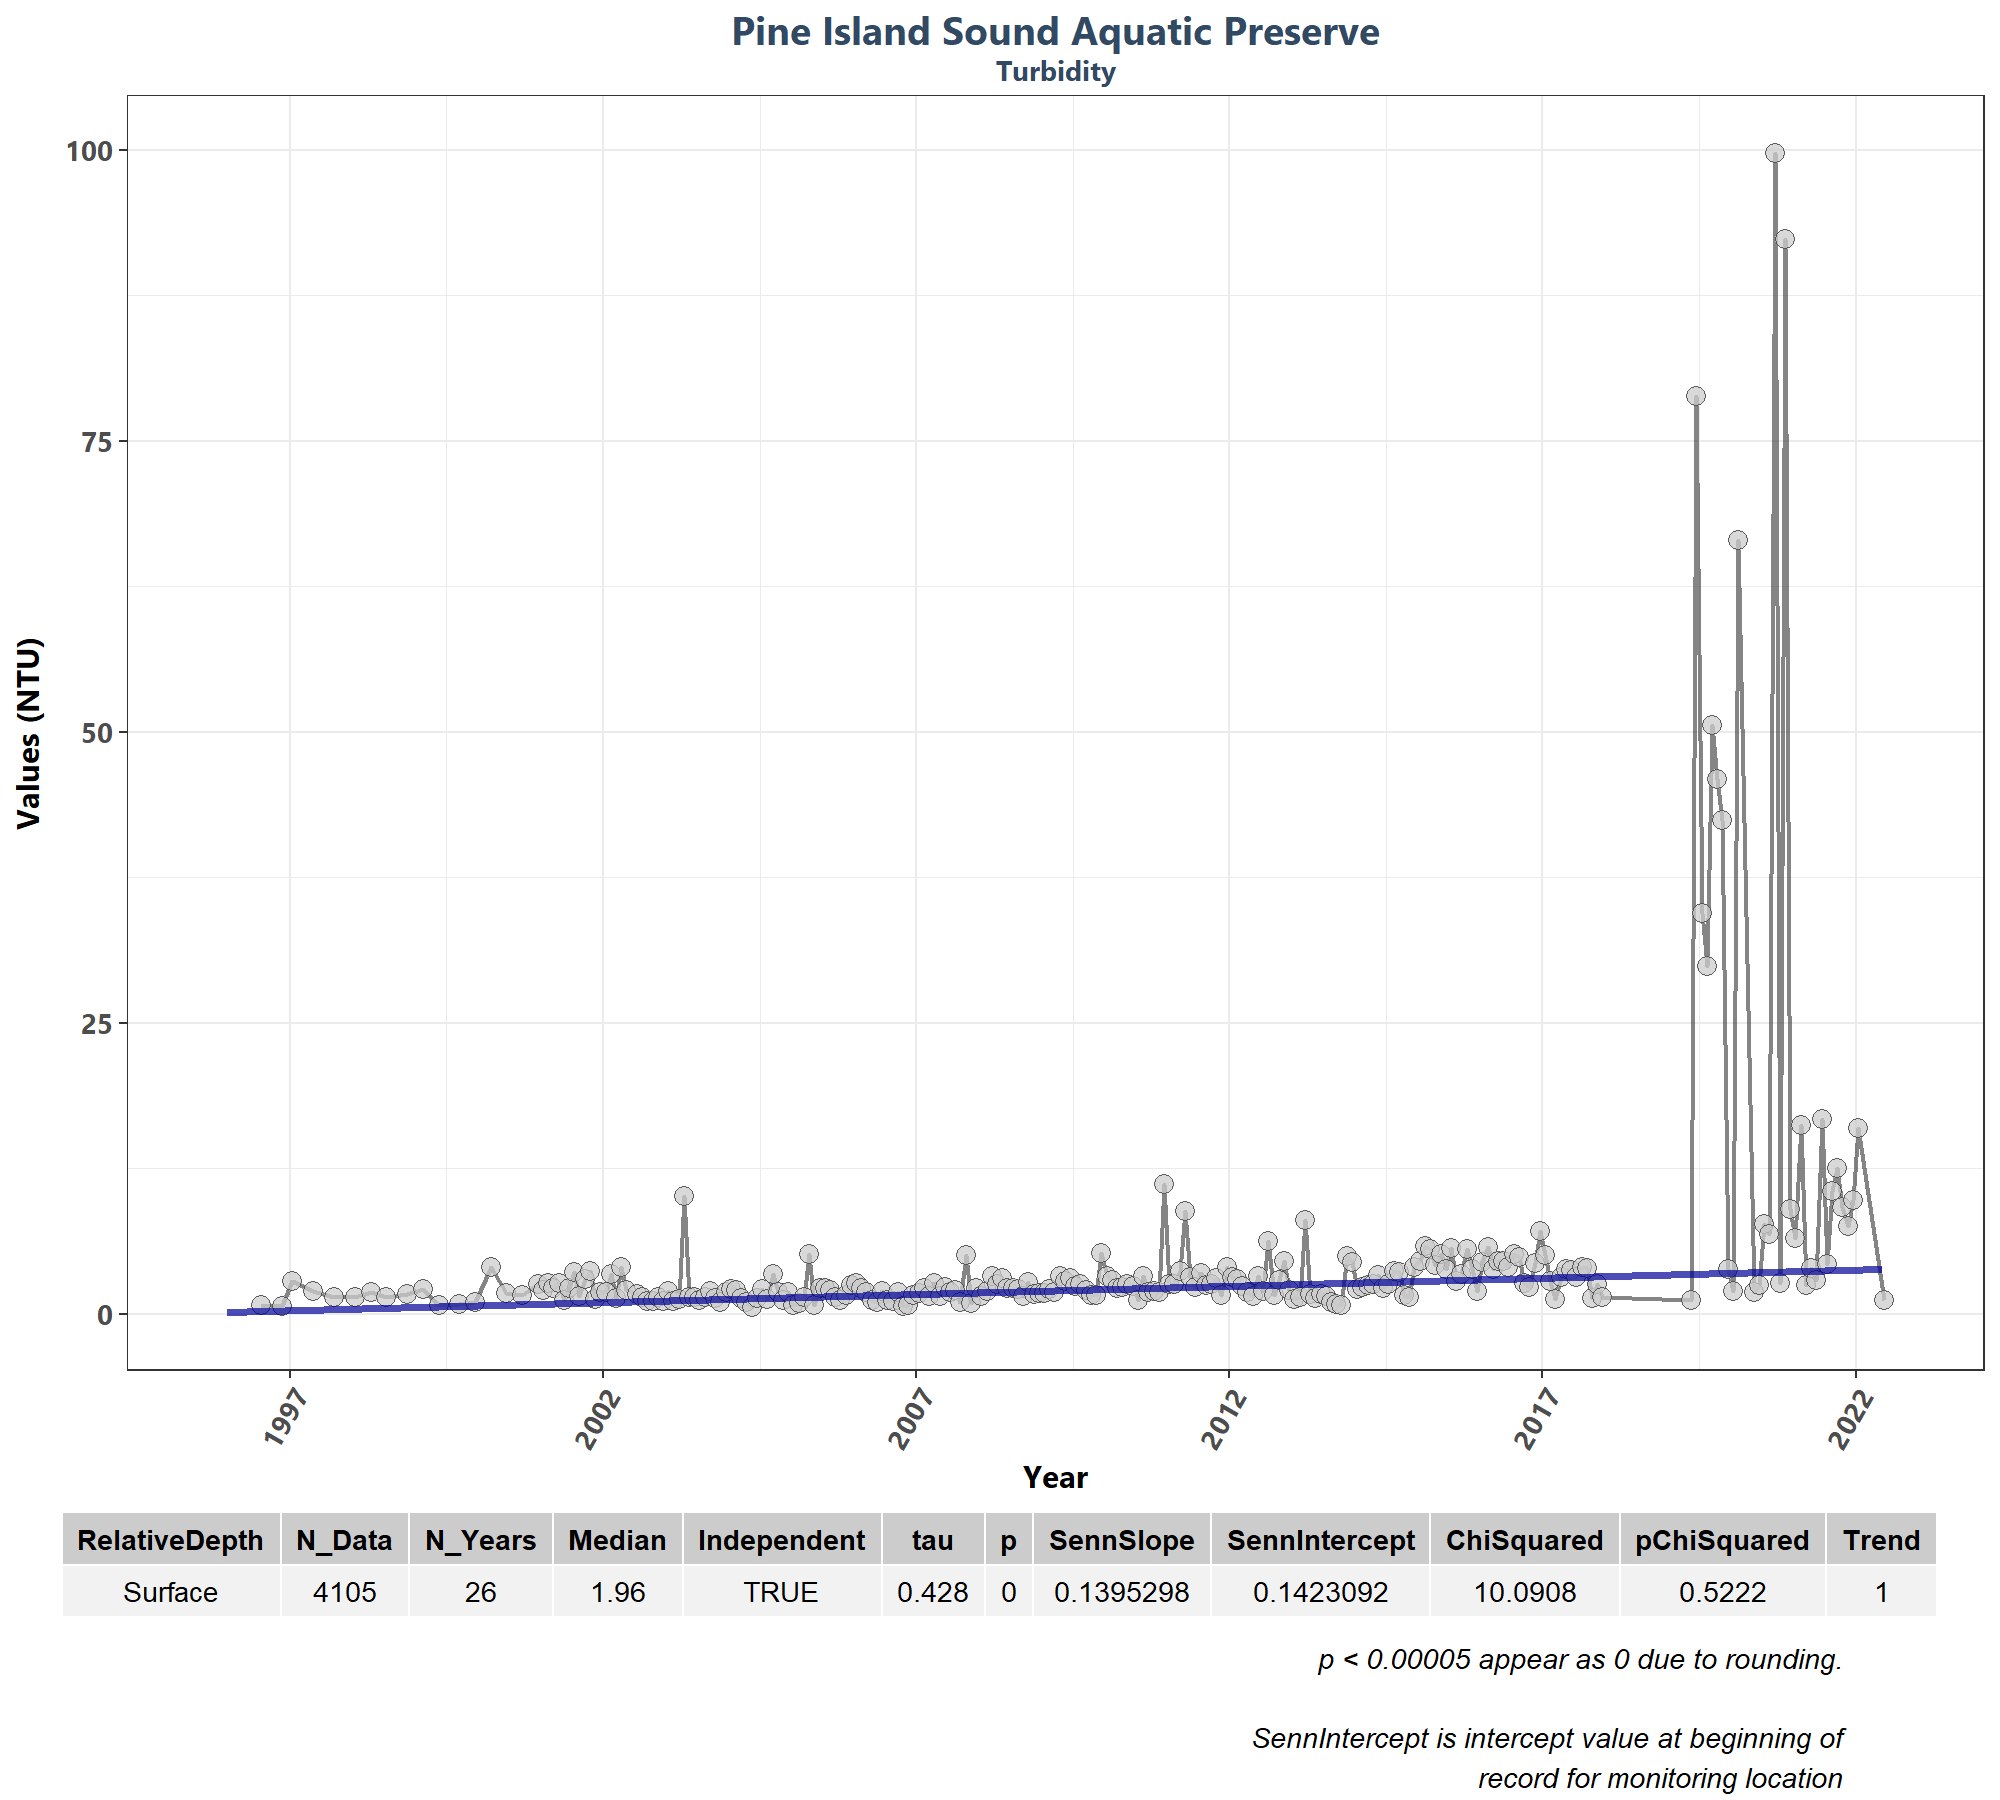 Pine Island Sound Aquatic Preserve
Turbidity
100
75
50
25
0
Values (NTU)
1997 2002 2007 2012 2017 2022
Year
RelativeDepth N_Data N_Years Median Independent tau p SennSlope SennIntercept ChiSquared pChiSquared Trend
Surface 4105 26 1.96 TRUE 0.428 0 0.1395298 0.1423092 10.0908 0.5222 1
p < 0.00005 appear as 0 due to rounding.
SennIntercept is intercept value at beginning of
record for monitoring location